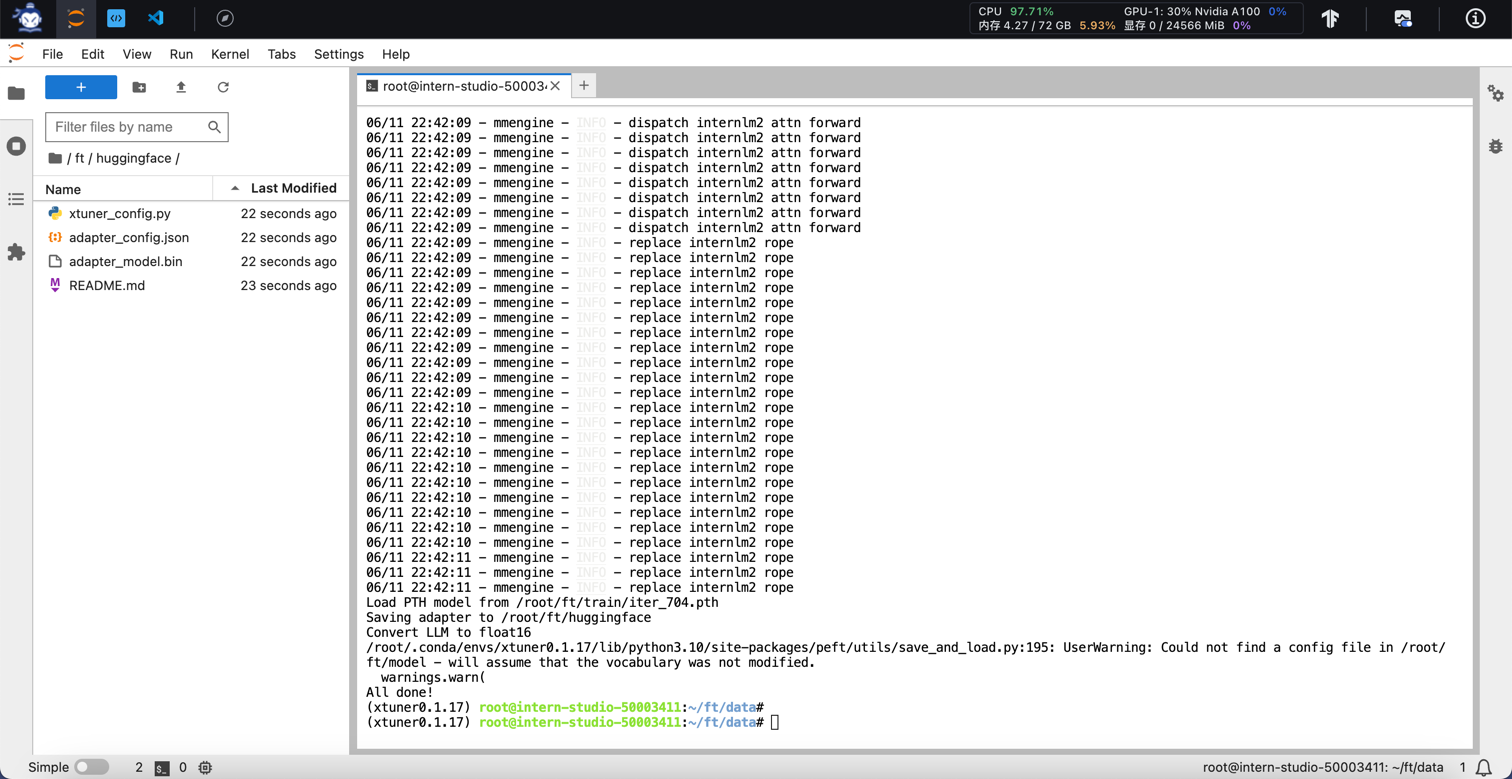 CPU 97.71% GPU-1: 30% Nvidia A100 0%
内存 4.27 / 72 GB 5.93% 显存 0 / 24566 MiB 0%
File Edit View Run Kernel Tabs Settings Help
+
Filter files by name
/ ft / huggingface /
Name Last Modified
xtuner_config.py 22 seconds ago
adapter_config.json 22 seconds ago
adapter_model.bin 22 seconds ago
README.md 23 seconds ago
root@intern-studio-50003 × +
06/11 22:42:09 - mmengine - INFO - dispatch internlm2 attn forward
06/11 22:42:09 - mmengine - INFO - dispatch internlm2 attn forward
06/11 22:42:09 - mmengine - INFO - dispatch internlm2 attn forward
06/11 22:42:09 - mmengine - INFO - dispatch internlm2 attn forward
06/11 22:42:09 - mmengine - INFO - dispatch internlm2 attn forward
06/11 22:42:09 - mmengine - INFO - dispatch internlm2 attn forward
06/11 22:42:09 - mmengine - INFO - dispatch internlm2 attn forward
06/11 22:42:09 - mmengine - INFO - dispatch internlm2 attn forward
06/11 22:42:09 - mmengine - INFO - replace internlm2 rope
06/11 22:42:09 - mmengine - INFO - replace internlm2 rope
06/11 22:42:09 - mmengine - INFO - replace internlm2 rope
06/11 22:42:09 - mmengine - INFO - replace internlm2 rope
06/11 22:42:09 - mmengine - INFO - replace internlm2 rope
06/11 22:42:09 - mmengine - INFO - replace internlm2 rope
06/11 22:42:09 - mmengine - INFO - replace internlm2 rope
06/11 22:42:09 - mmengine - INFO - replace internlm2 rope
06/11 22:42:09 - mmengine - INFO - replace internlm2 rope
06/11 22:42:09 - mmengine - INFO - replace internlm2 rope
06/11 22:42:09 - mmengine - INFO - replace internlm2 rope
06/11 22:42:10 - mmengine - INFO - replace internlm2 rope
06/11 22:42:10 - mmengine - INFO - replace internlm2 rope
06/11 22:42:10 - mmengine - INFO - replace internlm2 rope
06/11 22:42:10 - mmengine - INFO - replace internlm2 rope
06/11 22:42:10 - mmengine - INFO - replace internlm2 rope
06/11 22:42:10 - mmengine - INFO - replace internlm2 rope
06/11 22:42:10 - mmengine - INFO - replace internlm2 rope
06/11 22:42:10 - mmengine - INFO - replace internlm2 rope
06/11 22:42:10 - mmengine - INFO - replace internlm2 rope
06/11 22:42:10 - mmengine - INFO - replace internlm2 rope
06/11 22:42:11 - mmengine - INFO - replace internlm2 rope
06/11 22:42:11 - mmengine - INFO - replace internlm2 rope
06/11 22:42:11 - mmengine - INFO - replace internlm2 rope
Load PTH model from /root/ft/train/iter_704.pth
Saving adapter to /root/ft/huggingface
Convert LLM to float16
/root/.conda/envs/xtuner0.1.17/lib/python3.10/site-packages/peft/utils/save_and_load.py:195: UserWarning: Could not find a config file in /root/
ft/model - will assume that the vocabulary was not modified.
warnings.warn(
All done!
(xtuner0.1.17) root@intern-studio-50003411:~/ft/data#
(xtuner0.1.17) root@intern-studio-50003411:~/ft/data#
Simple 2 0 root@intern-studio-50003411: ~/ft/data 1